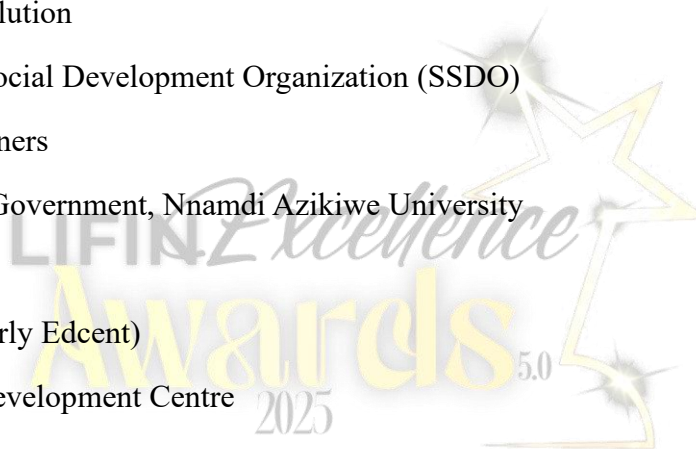 lution
ocial Development Organization (SSDO)
ners
Government, Nnamdi Azikiwe University
LIFIN Excellence
rly Edcent)
Awards 5.0
evelopment Centre
2025